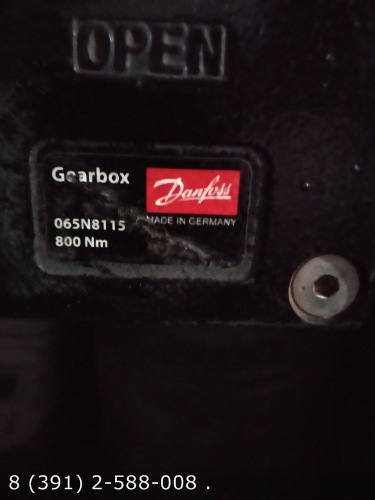 OPEN
Gearbox
Danfoss
065N8115
MADE IN GERMANY
800 Nm
8 (391) 2-588-008 .